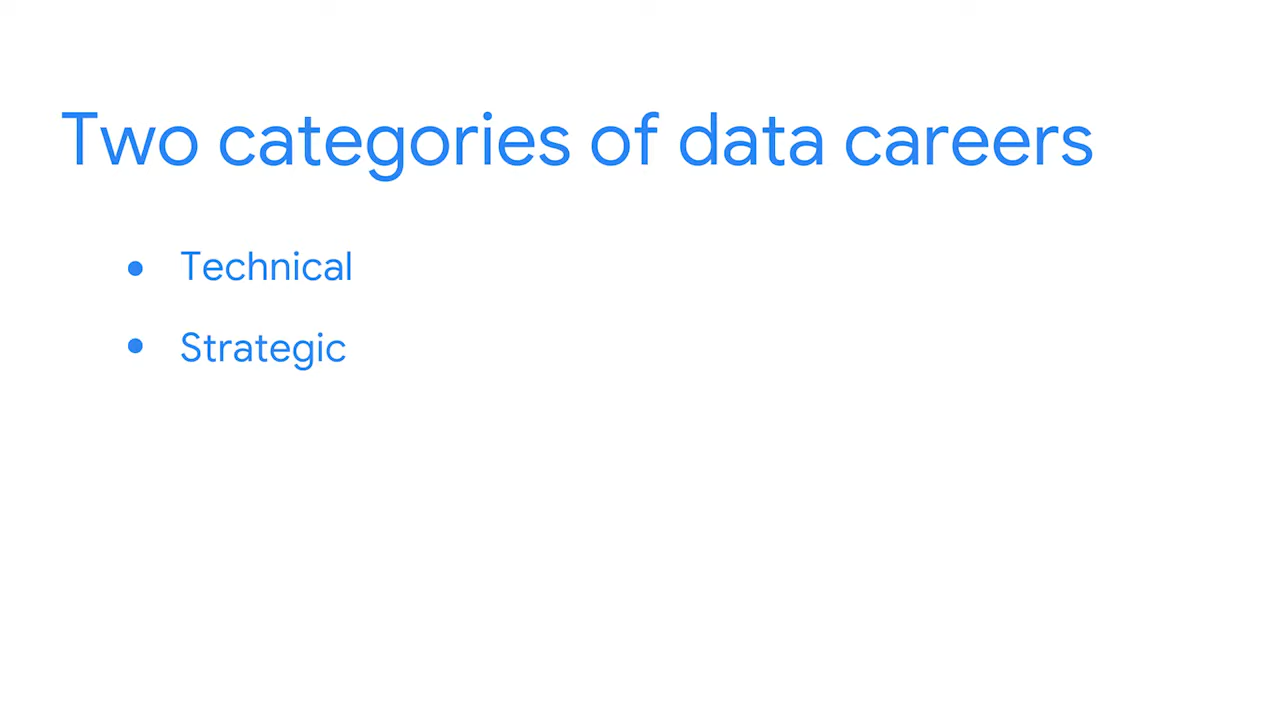 Two categories of data careers
• Technical
• Strategic